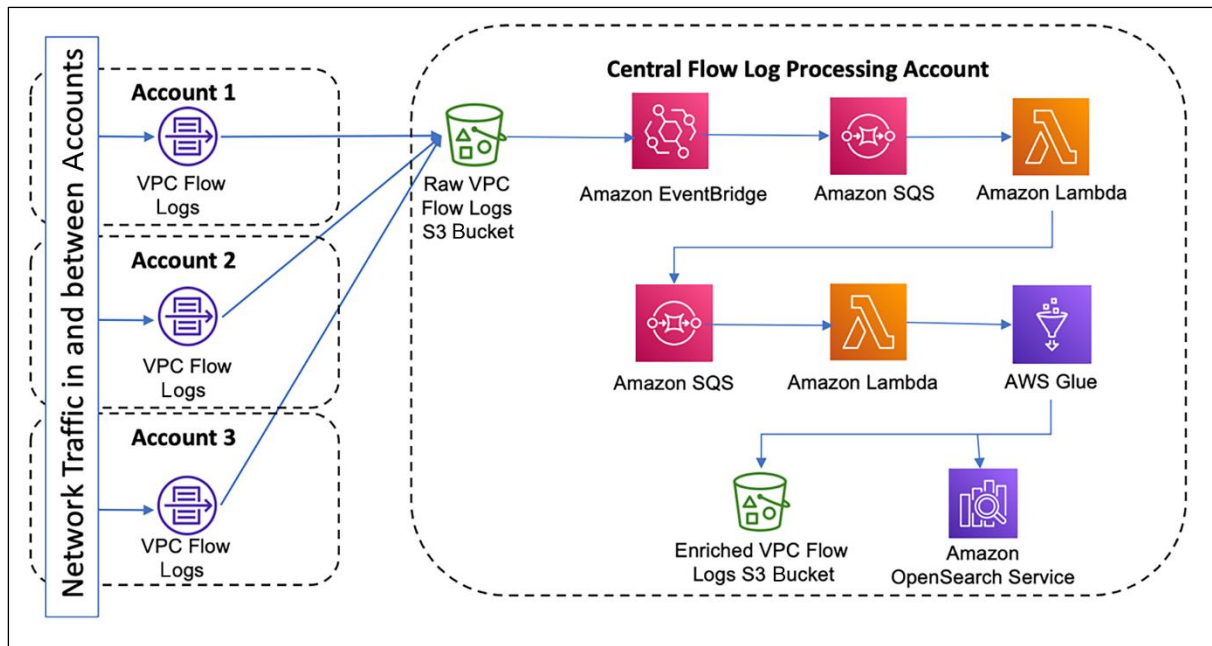 Network Traffic in and between Accounts
Account 1
VPC Flow
Logs
Account 2
VPC Flow
Logs
Account 3
VPC Flow
Logs
Central Flow Log Processing Account
Raw VPC
Flow Logs
S3 Bucket
Amazon EventBridge
Amazon SQS
Amazon Lambda
Amazon SQS
Amazon Lambda
AWS Glue
Enriched VPC Flow
Logs S3 Bucket
Amazon
OpenSearch Service